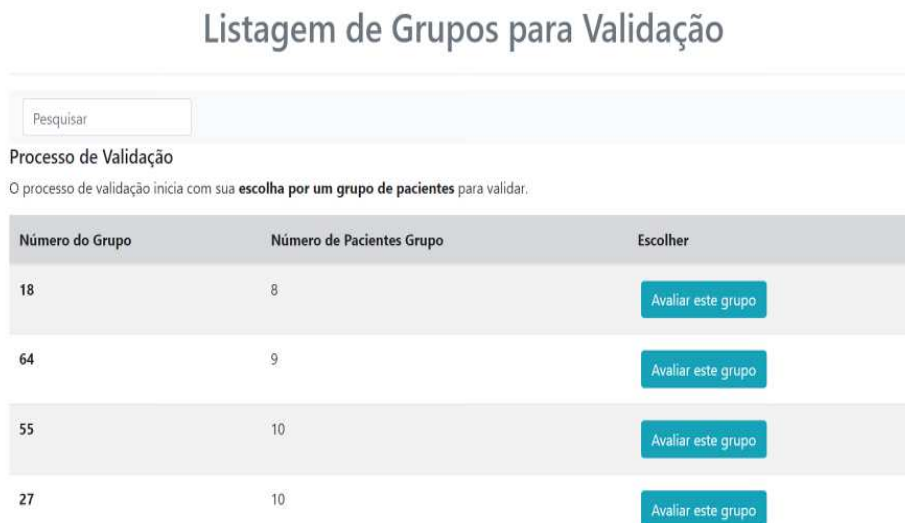 Listagem de Grupos para Validação
Pesquisar
Processo de Validação
O processo de validação inicia com sua escolha por um grupo de pacientes para validar.
Número do Grupo Número de Pacientes Grupo Escolher
18 8 Avaliar este grupo
64 9 Avaliar este grupo
55 10 Avaliar este grupo
27 10 Avaliar este grupo